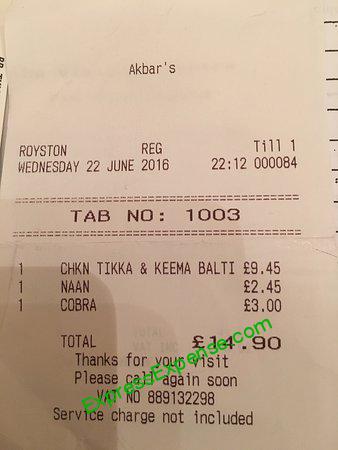 Akbar's
ROYSTON REG Till 1
WEDNESDAY 22 JUNE 2016 22:12 000084
TAB NO: 1003
1 CHKN TIKKA & KEEMA BALTI £9.45
1 NAAN £2.45
1 COBRA £3.00
TOTAL £14.90
Thanks for your visit
Please call again soon
VAT NO 889132298
Service charge not included
ExpressExpense.com